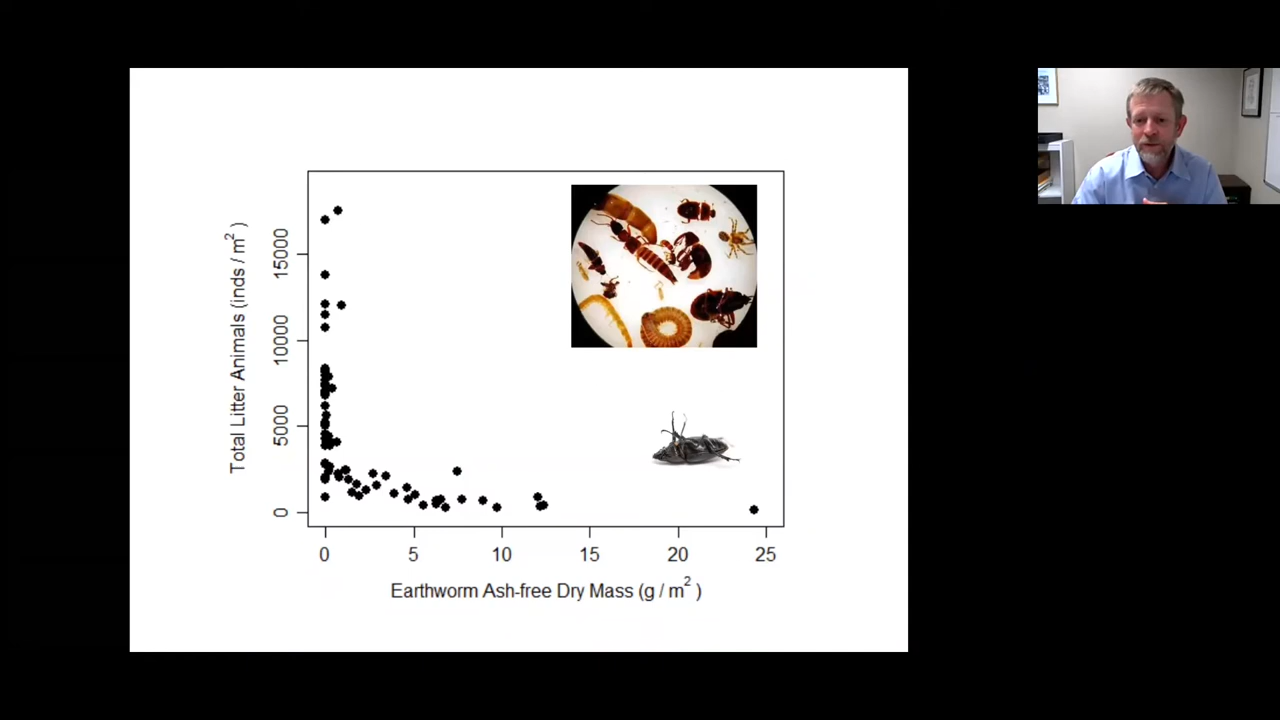 Total Litter Animals (inds / m²)
15000
10000
5000
0
0 5 10 15 20 25
Earthworm Ash-free Dry Mass (g / m²)